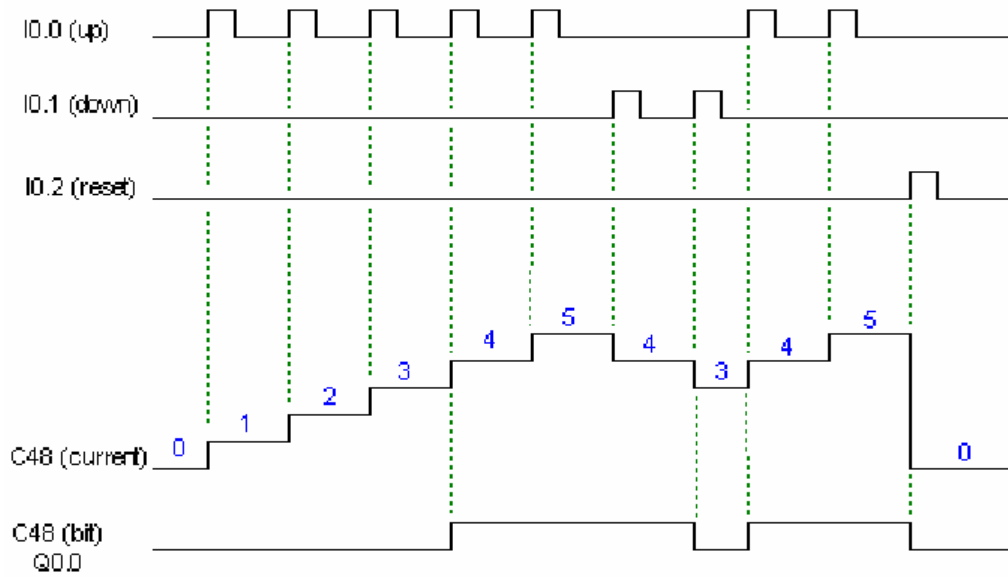 I0.0 (up)
I0.1 (down)
I0.2 (reset)
5
5
4
4
4
3
3
2
1
0
0
C48 (current)
C48 (bit)
Q0.0